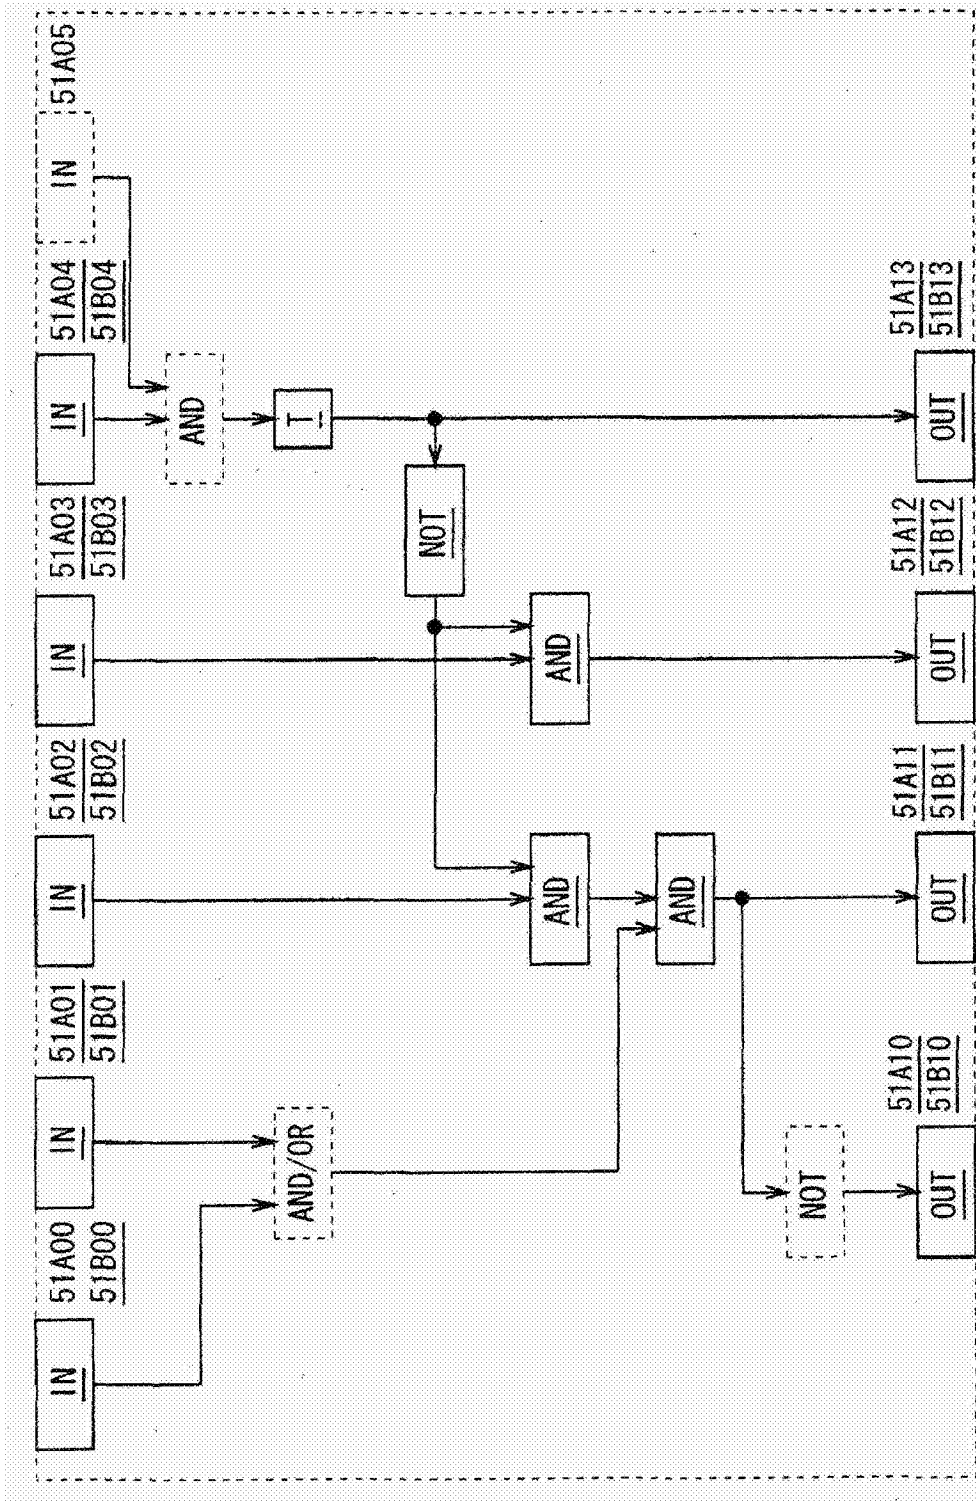 IN
51A00
51B00
IN
51A01
51B01
IN
51A02
51B02
IN
51A03
51B03
IN
51A04
51B04
IN
51A05
AND
T
AND/OR
NOT
AND
AND
AND
NOT
OUT
51A10
51B10
OUT
51A11
51B11
OUT
51A12
51B12
OUT
51A13
51B13